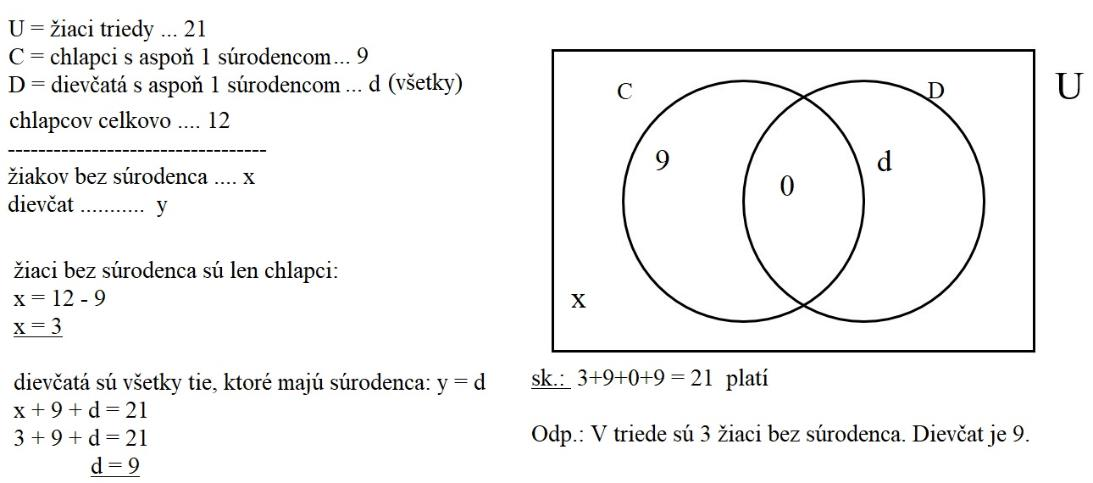 U = žiaci triedy ... 21
C = chlapci s aspoň 1 súrodencom... 9
D = dievčatá s aspoň 1 súrodencom ... d (všetky)
chlapcov celkovo .... 12
----------------------------------
žiakov bez súrodenca .... x
dievčat ........... y
žiaci bez súrodenca sú len chlapci:
x = 12 - 9
x = 3
dievčatá sú všetky tie, ktoré majú súrodenca: y = d
x + 9 + d = 21
3 + 9 + d = 21
d = 9
C
D
U
9
d
0
x
sk.: 3+9+0+9 = 21 platí
Odp.: V triede sú 3 žiaci bez súrodenca. Dievčat je 9.